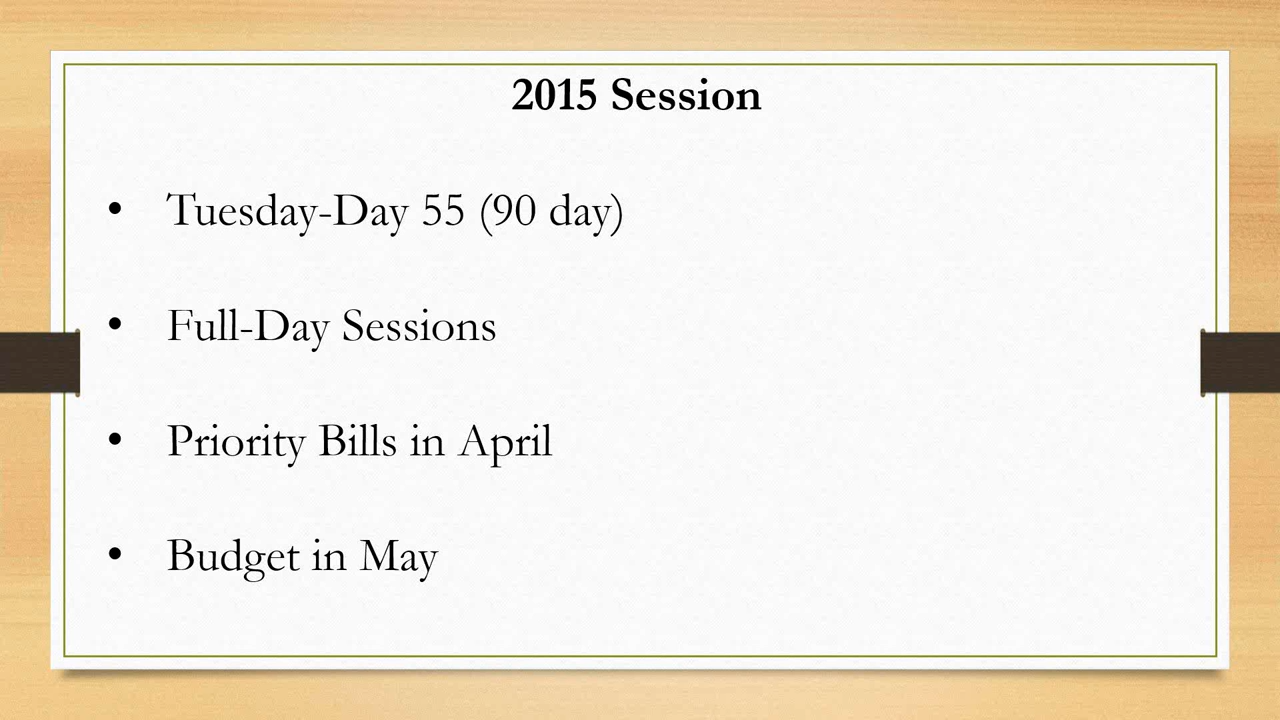 2015 Session
• Tuesday-Day 55 (90 day)
• Full-Day Sessions
• Priority Bills in April
• Budget in May